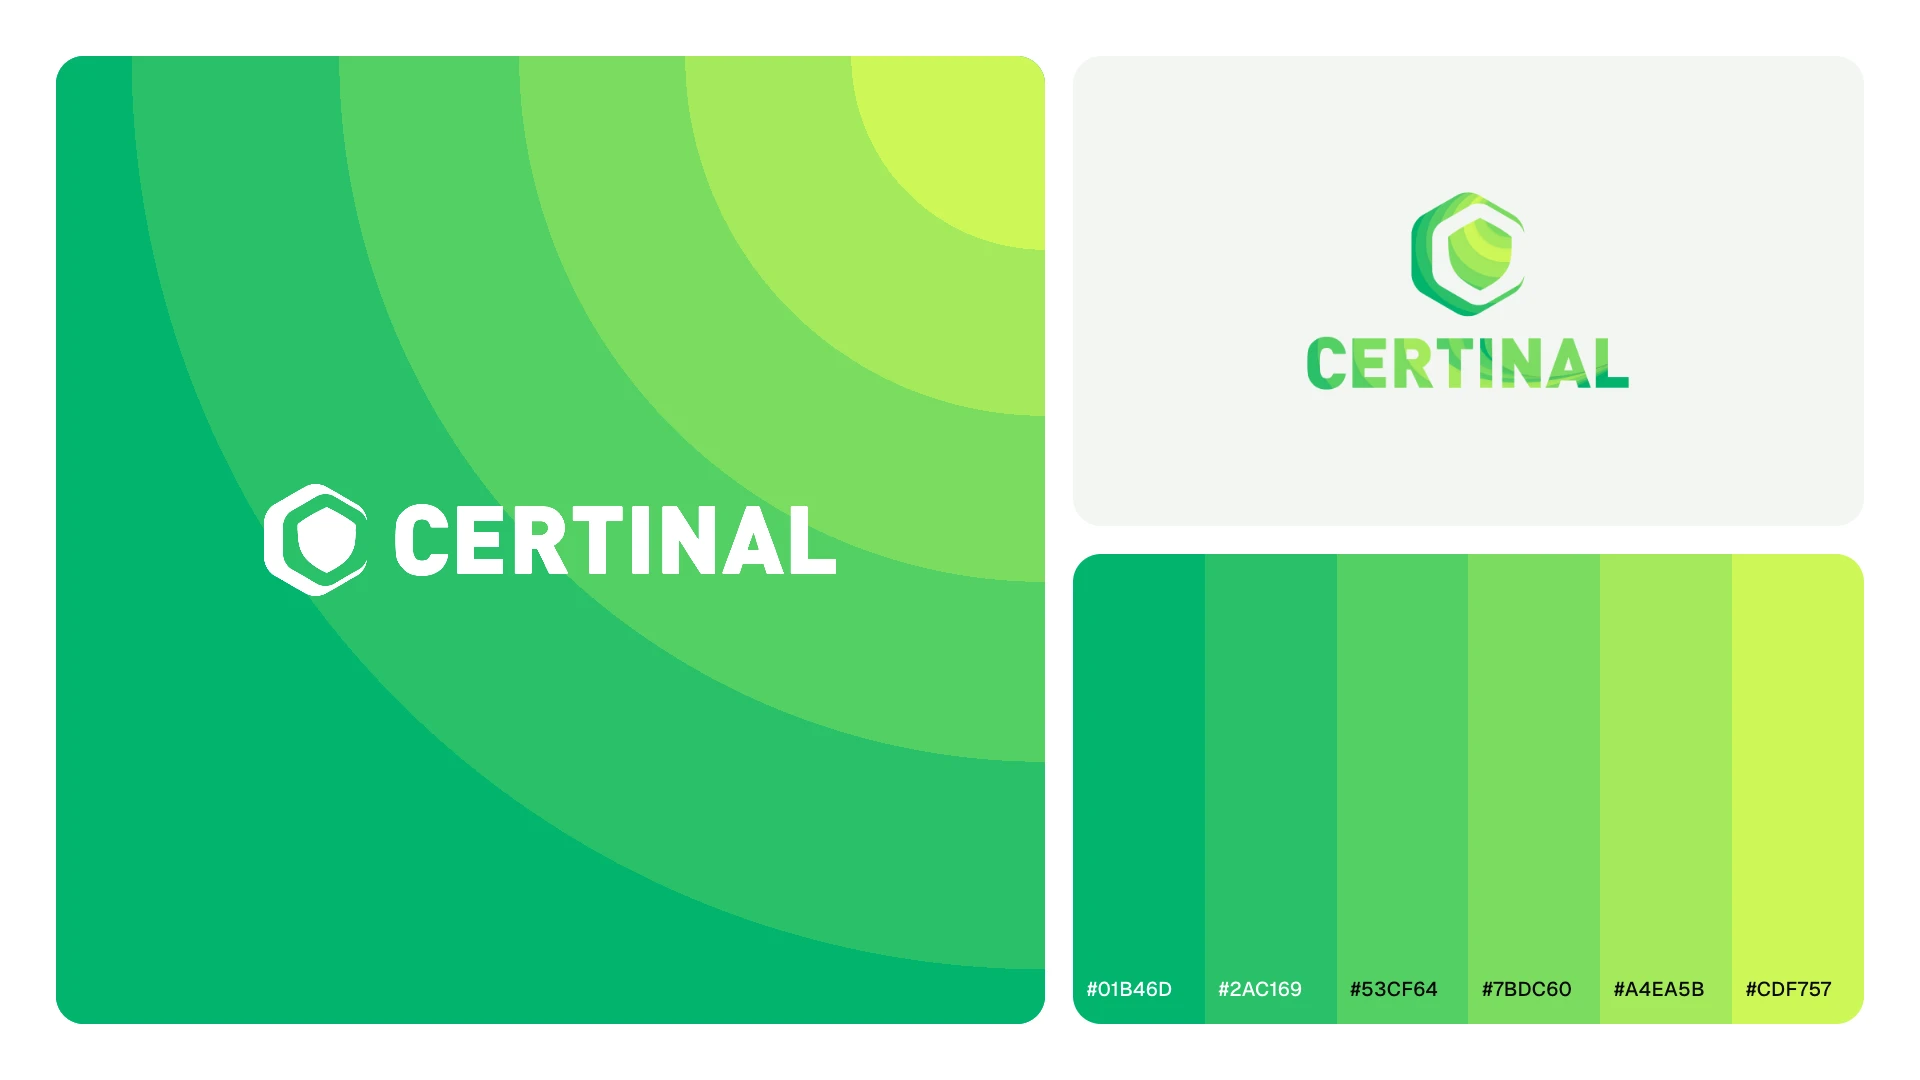 CERTINAL
CERTINAL
#01B46D
#2AC169
#53CF64
#7BDC60
#A4EA5B
#CDF757